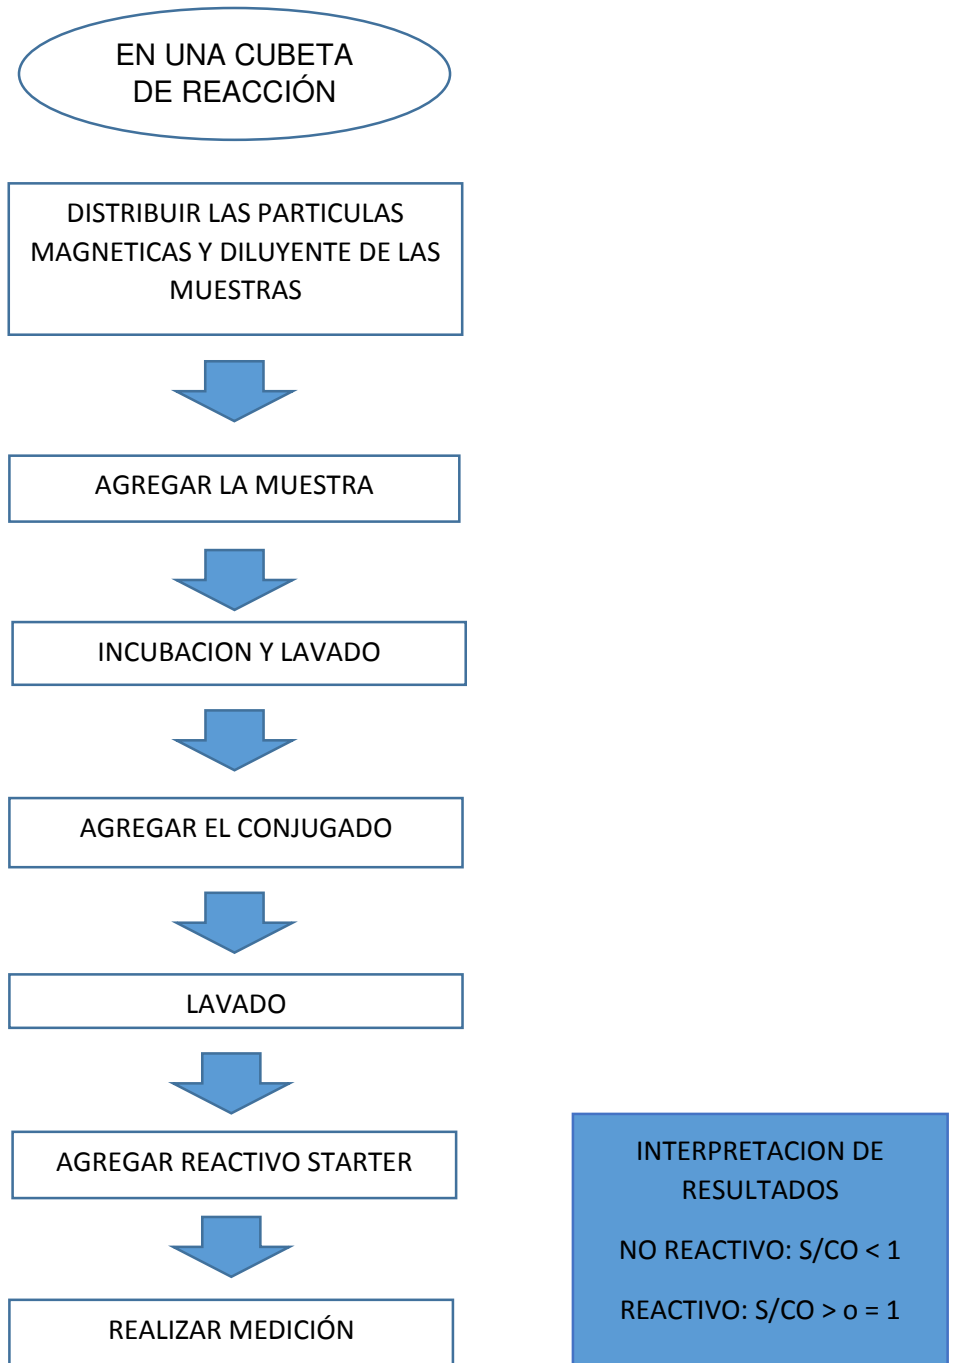 EN UNA CUBETA
DE REACCIÓN
DISTRIBUIR LAS PARTICULAS
MAGNETICAS Y DILUYENTE DE LAS
MUESTRAS
AGREGAR LA MUESTRA
INCUBACION Y LAVADO
AGREGAR EL CONJUGADO
LAVADO
AGREGAR REACTIVO STARTER
REALIZAR MEDICIÓN
INTERPRETACION DE
RESULTADOS
NO REACTIVO: S/CO < 1
REACTIVO: S/CO > o = 1